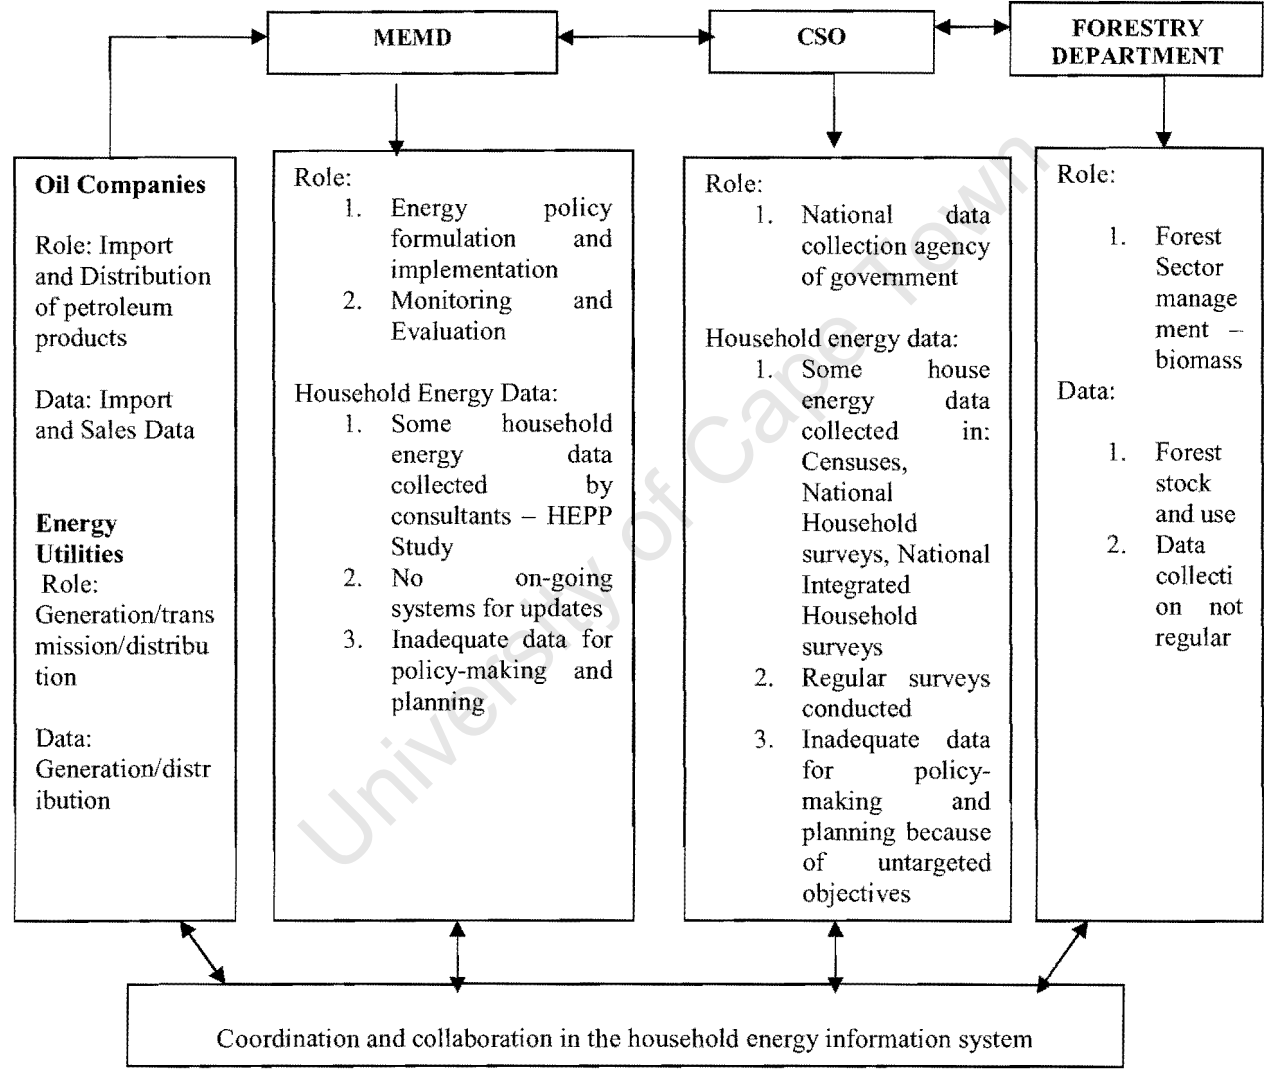 MEMD
CSO
FORESTRY
DEPARTMENT
Oil Companies
Role: Import
and Distribution
of petroleum
products
Data: Import
and Sales Data
Energy
Utilities
Role:
Generation/trans
mission/distribu
tion
Data:
Generation/distr
ibution
Role:
1. Energy policy
formulation and
implementation
2. Monitoring and
Evaluation
Household Energy Data:
1. Some household
energy data
collected by
consultants – HEPP
Study
2. No on-going
systems for updates
3. Inadequate data for
policy-making and
planning
Role:
1. National data
collection agency
of government
Household energy data:
1. Some house
energy data
collected in:
Censuses,
National
Household
surveys, National
Integrated
Household
surveys
2. Regular surveys
conducted
3. Inadequate data
for policy-
making and
planning because
of untargeted
objectives
Role:
1. Forest
Sector
manage
ment –
biomass
Data:
1. Forest
stock
and use
2. Data
collecti
on not
regular
Coordination and collaboration in the household energy information system
University of Cape Town